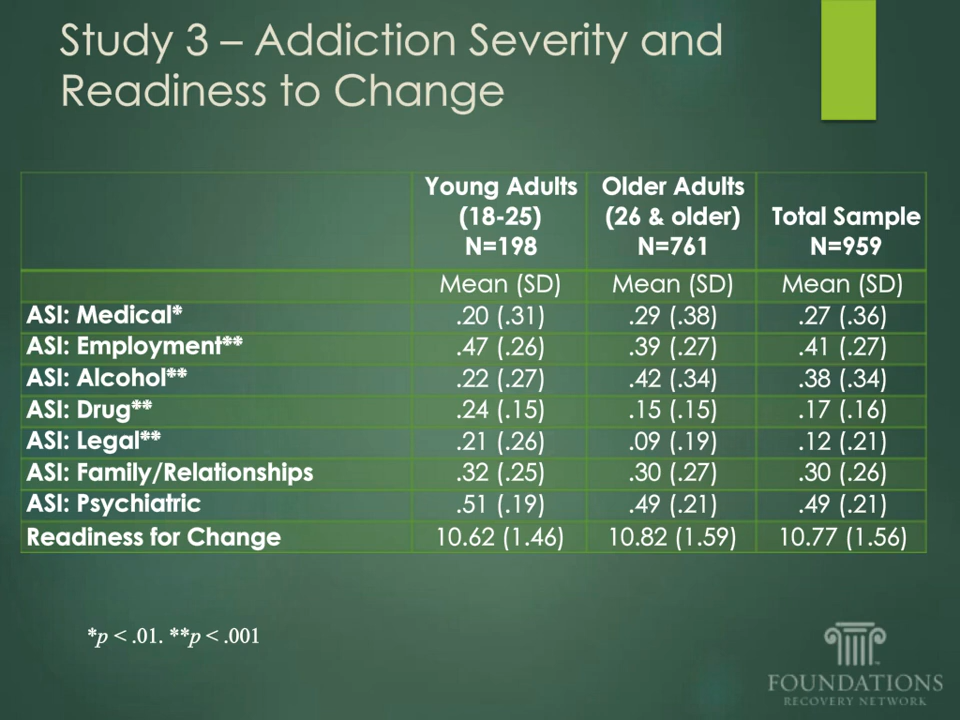 Study 3 – Addiction Severity and
Readiness to Change
Young Adults
(18-25)
N=198
Older Adults
(26 & older)
N=761
Total Sample
N=959
Mean (SD) Mean (SD) Mean (SD)
ASI: Medical* .20 (.31) .29 (.38) .27 (.36)
ASI: Employment** .47 (.26) .39 (.27) .41 (.27)
ASI: Alcohol** .22 (.27) .42 (.34) .38 (.34)
ASI: Drug** .24 (.15) .15 (.15) .17 (.16)
ASI: Legal** .21 (.26) .09 (.19) .12 (.21)
ASI: Family/Relationships .32 (.25) .30 (.27) .30 (.26)
ASI: Psychiatric .51 (.19) .49 (.21) .49 (.21)
Readiness for Change 10.62 (1.46) 10.82 (1.59) 10.77 (1.56)
*p < .01. **p < .001
FOUNDATIONS
RECOVERY NETWORK